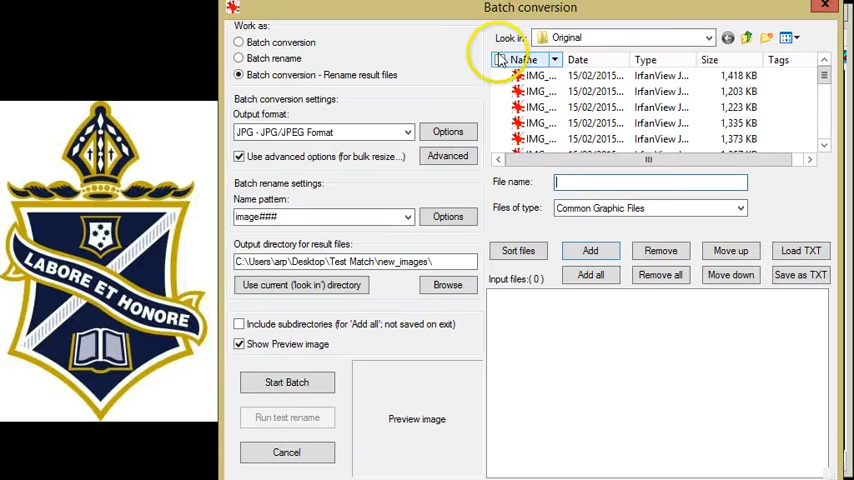 Batch conversion
Work as:
Batch conversion
Batch rename
Batch conversion - Rename result files
Batch conversion settings:
Output format:
JPG - JPG/JPEG Format
Options
Use advanced options (for bulk resize...)
Advanced
Batch rename settings:
Name pattern:
image###
Options
Output directory for result files:
C:\Users\arp\Desktop\Test Match\new_images\
Use current ('look in') directory
Browse
Include subdirectories (for 'Add all'; not saved on exit)
Show Preview image
Start Batch
Run test rename
Cancel
Preview image
Look in:
Original
Name Date Type Size Tags
IMG_... 15/02/2015... IrfanView J... 1,418 KB
IMG_... 15/02/2015... IrfanView J... 1,203 KB
IMG_... 15/02/2015... IrfanView J... 1,223 KB
IMG_... 15/02/2015... IrfanView J... 1,335 KB
IMG_... 15/02/2015... IrfanView J... 1,373 KB
File name:
Files of type:
Common Graphic Files
Sort files
Add
Remove
Move up
Load TXT
Input files:( 0 )
Add all
Remove all
Move down
Save as TXT
LABORE ET HONORE